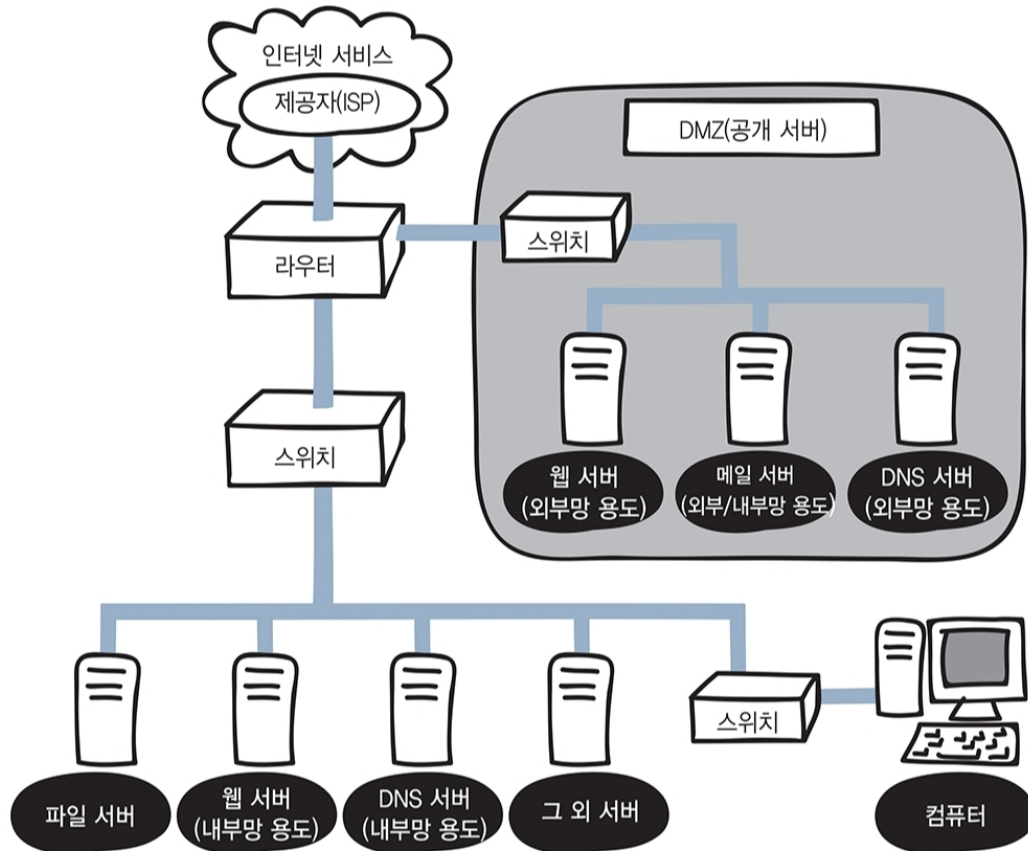 인터넷 서비스
제공자(ISP)
DMZ(공개 서버)
스위치
라우터
스위치
웹 서버
(외부망 용도)
메일 서버
(외부/내부망 용도)
DNS 서버
(외부망 용도)
스위치
파일 서버
웹 서버
(내부망 용도)
DNS 서버
(내부망 용도)
그 외 서버
컴퓨터